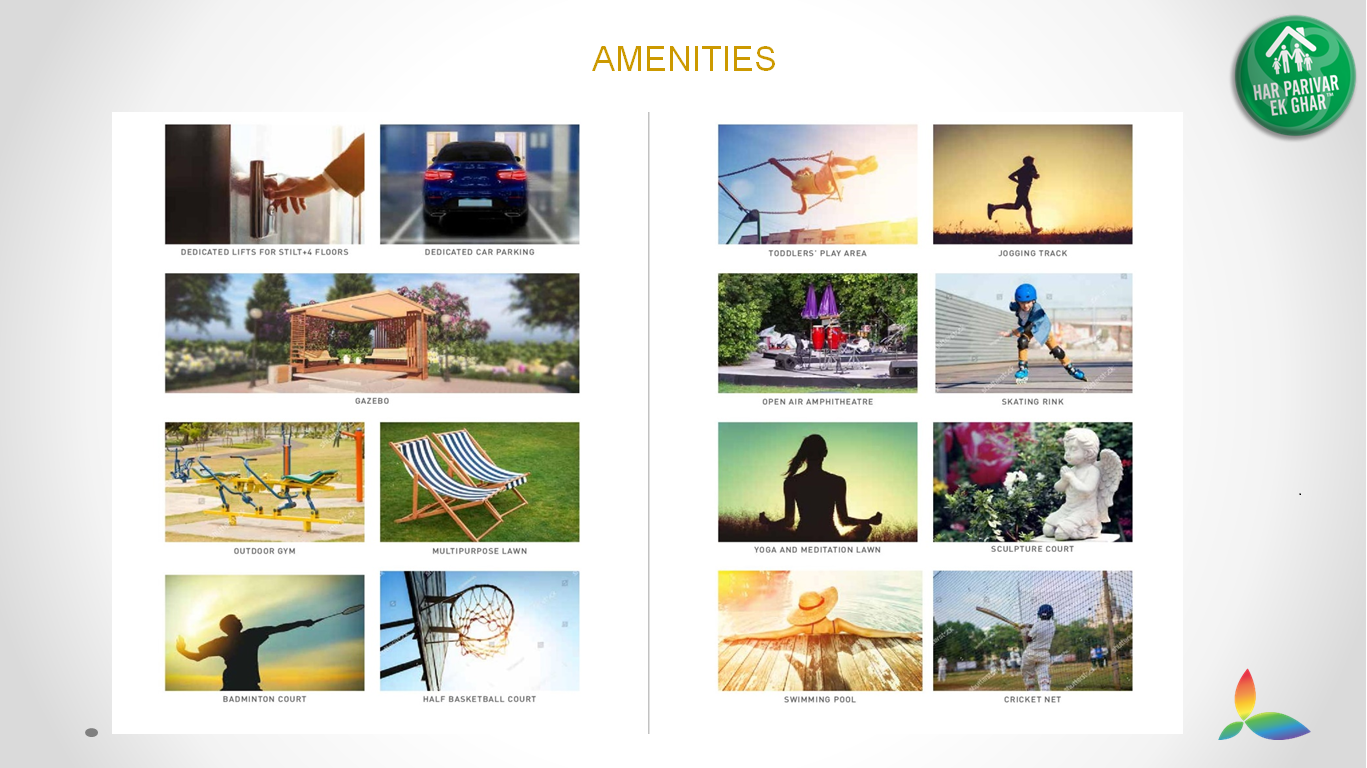 AMENITIES
HAR PARIVAR
EK GHAR™
DEDICATED LIFTS FOR STILT+4 FLOORS
DEDICATED CAR PARKING
GAZEBO
OUTDOOR GYM
MULTIPURPOSE LAWN
BADMINTON COURT
HALF BASKETBALL COURT
TODDLERS' PLAY AREA
JOGGING TRACK
OPEN AIR AMPHITHEATRE
SKATING RINK
YOGA AND MEDITATION LAWN
SCULPTURE COURT
SWIMMING POOL
CRICKET NET